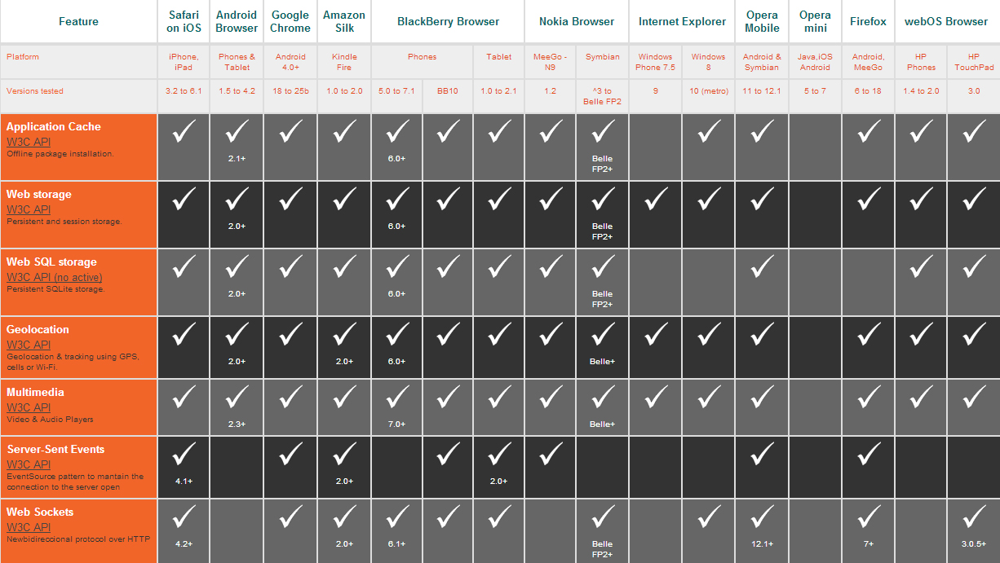 Feature
Safari on iOS
Android Browser
Google Chrome
Amazon Silk
BlackBerry Browser
Nokia Browser
Internet Explorer
Opera Mobile
Opera mini
Firefox
webOS Browser
Platform
iPhone, iPad
Phones & Tablet
Android 4.0+
Kindle Fire
Phones
Tablet
MeeGo - N9
Symbian
Windows Phone 7.5
Windows 8
Android & Symbian
Java,iOS Android
Android, MeeGo
HP Phones
HP TouchPad
Versions tested
3.2 to 6.1
1.5 to 4.2
18 to 25b
1.0 to 2.0
5.0 to 7.1
BB10
1.0 to 2.1
1.2
^3 to Belle FP2
9
10 (metro)
11 to 12.1
5 to 7
6 to 18
1.4 to 2.0
3.0
Application Cache
W3C API
Offline package installation.
2.1+
6.0+
Belle FP2+
Web storage
W3C API
Persistent and session storage.
2.0+
6.0+
Belle FP2+
Web SQL storage
W3C API (no active)
Persistent SQLite storage.
2.0+
6.0+
Belle FP2+
Geolocation
W3C API
Geolocation & tracking using GPS,
cells or Wi-Fi.
2.0+
2.0+
6.0+
Belle+
Multimedia
W3C API
Video & Audio Players
2.3+
7.0+
Belle+
Server-Sent Events
W3C API
EventSource pattern to mantain the
connection to the server open
4.1+
2.0+
2.0+
Web Sockets
W3C API
Newbidireccional protocol over HTTP
4.2+
2.0+
6.1+
Belle FP2+
12.1+
7+
3.0.5+